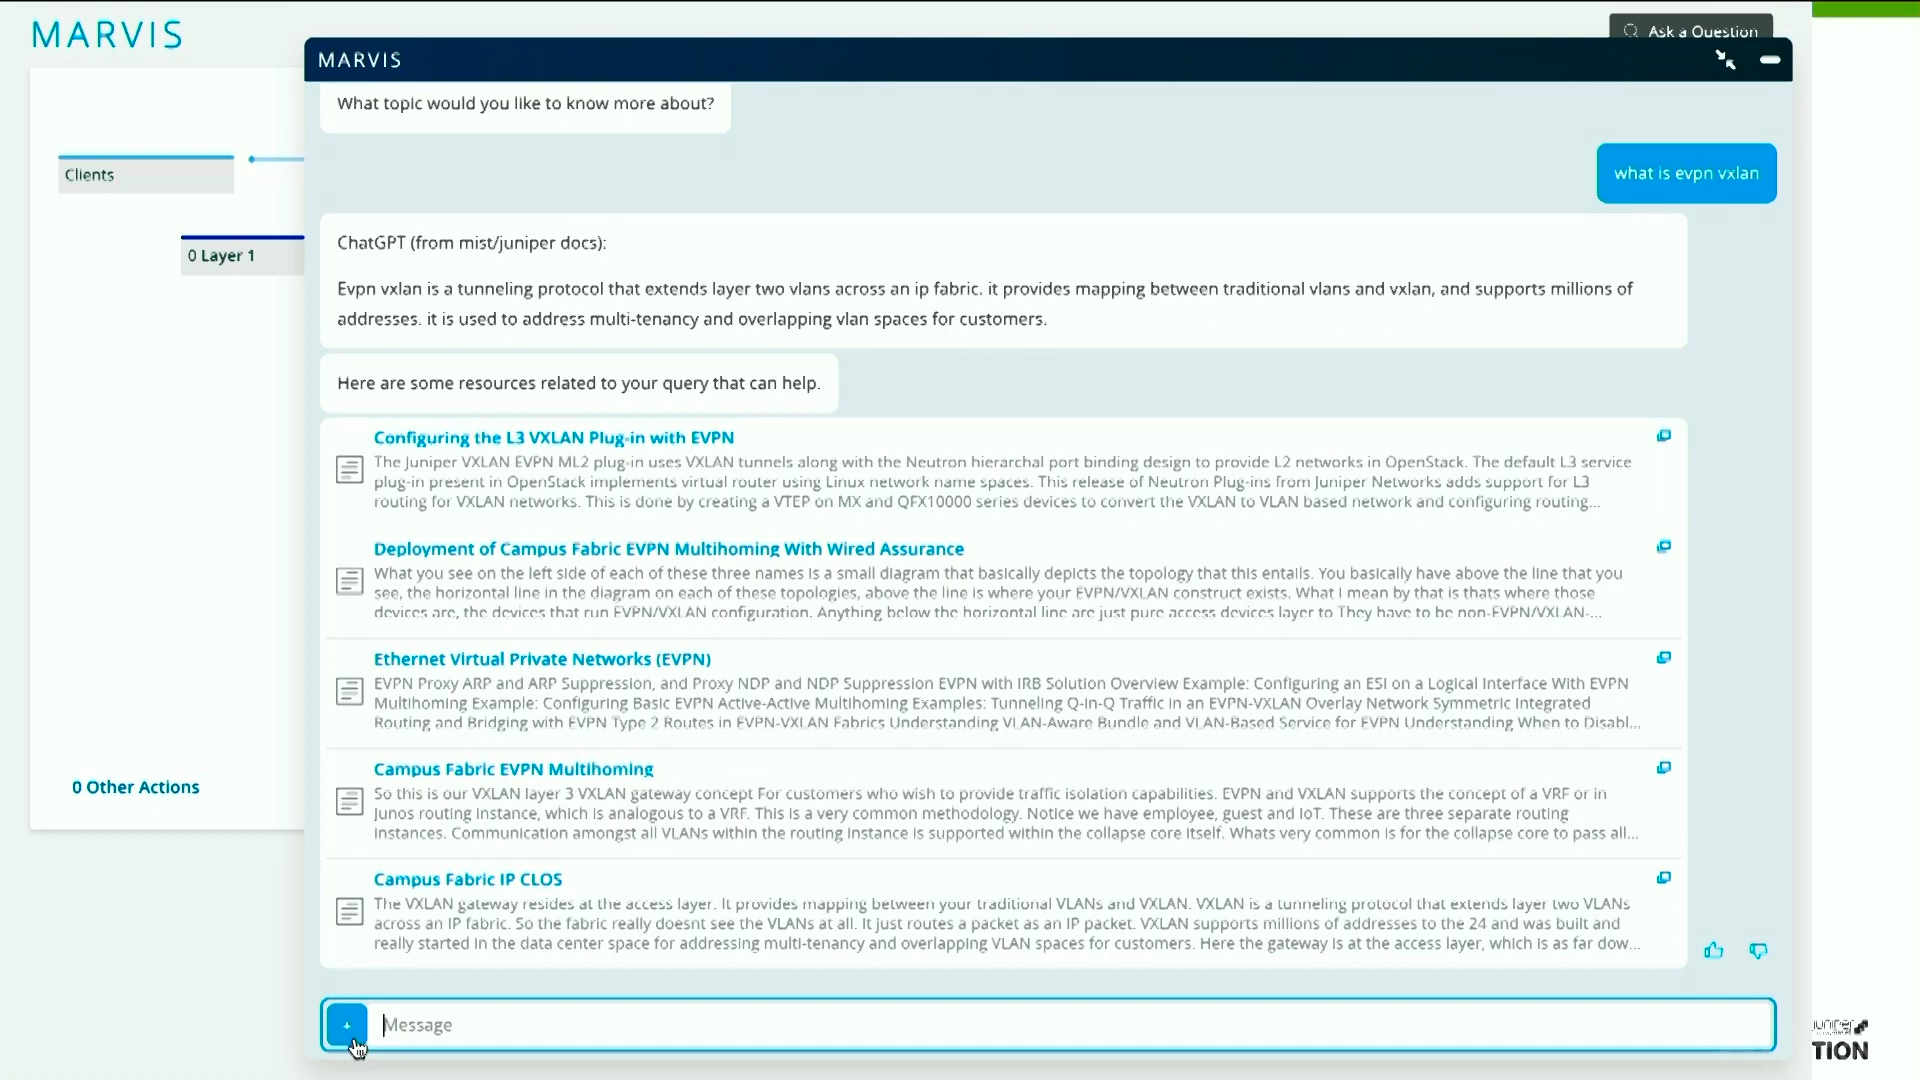 MARVIS
Ask a Question
MARVIS
What topic would you like to know more about?
Clients
what is evpn vxlan
0 Layer 1
ChatGPT (from mist/juniper docs):
Evpn vxlan is a tunneling protocol that extends layer two vlans across an ip fabric. it provides mapping between traditional vlans and vxlan, and supports millions of
addresses. it is used to address multi-tenancy and overlapping vlan spaces for customers.
Here are some resources related to your query that can help.
Configuring the L3 VXLAN Plug-in with EVPN
The Juniper VXLAN EVPN ML2 plug-in uses VXLAN tunnels along with the Neutron hierarchal port binding design to provide L2 networks in OpenStack. The default L3 service
plug-in present in OpenStack implements virtual router using Linux network name spaces. This release of Neutron Plug-ins from Juniper Networks adds support for L3
routing for VXLAN networks. This is done by creating a VTEP on MX and QFX10000 series devices to convert the VXLAN to VLAN based network and configuring routing...
Deployment of Campus Fabric EVPN Multihoming With Wired Assurance
What you see on the left side of each of these three names is a small diagram that basically depicts the topology that this entails. You basically have above the line that you
see, the horizontal line in the diagram on each of these topologies, above the line is where your EVPN/VXLAN construct exists. What I mean by that is thats where those
devices are, the devices that run EVPN/VXLAN configuration. Anything below the horizontal line are just pure access devices layer to They have to be non-EVPN/VXLAN-...
Ethernet Virtual Private Networks (EVPN)
EVPN Proxy ARP and ARP Suppression, and Proxy NDP and NDP Suppression EVPN with IRB Solution Overview Example: Configuring an ESI on a Logical Interface With EVPN
Multihoming Example: Configuring Basic EVPN Active-Active Multihoming Examples: Tunneling Q-in-Q Traffic in an EVPN-VXLAN Overlay Network Symmetric Integrated
Routing and Bridging with EVPN Type 2 Routes in EVPN-VXLAN Fabrics Understanding VLAN-Aware Bundle and VLAN-Based Service for EVPN Understanding When to Disabl...
Campus Fabric EVPN Multihoming
So this is our VXLAN layer 3 VXLAN gateway concept For customers who wish to provide traffic isolation capabilities. EVPN and VXLAN supports the concept of a VRF or in
Junos routing instance, which is analogous to a VRF. This is a very common methodology. Notice we have employee, guest and IoT. These are three separate routing
instances. Communication amongst all VLANs within the routing instance is supported within the collapse core itself. Whats very common is for the collapse core to pass all...
0 Other Actions
Campus Fabric IP CLOS
The VXLAN gateway resides at the access layer. It provides mapping between your traditional VLANs and VXLAN. VXLAN is a tunneling protocol that extends layer two VLANs
across an IP fabric. So the fabric really doesnt see the VLANs at all. It just routes a packet as an IP packet. VXLAN supports millions of addresses to the 24 and was built and
really started in the data center space for addressing multi-tenancy and overlapping VLAN spaces for customers. Here the gateway is at the access layer, which is as far dow...
Message
TION